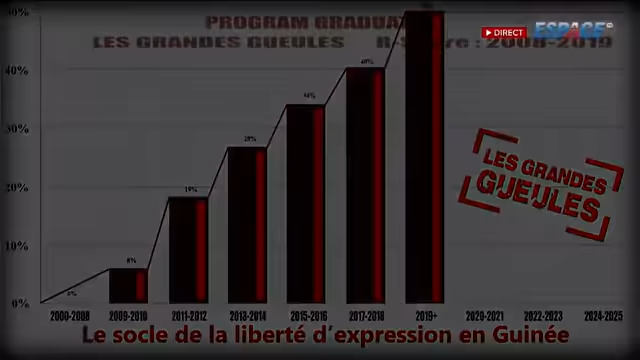 PROGRAM GRADUA
LES GRANDES GUEULES : 2008-2019
DIRECT
ESPACE
40%
30%
20%
10%
0%
40%
34%
28%
19%
8%
0%
LES GRANDES
GUEULES
2000-2008 2009-2010 2011-2012 2013-2014 2015-2016 2017-2018 2019+ 2020-2021 2022-2023 2024-2025
Le socle de la liberté d'expression en Guinée